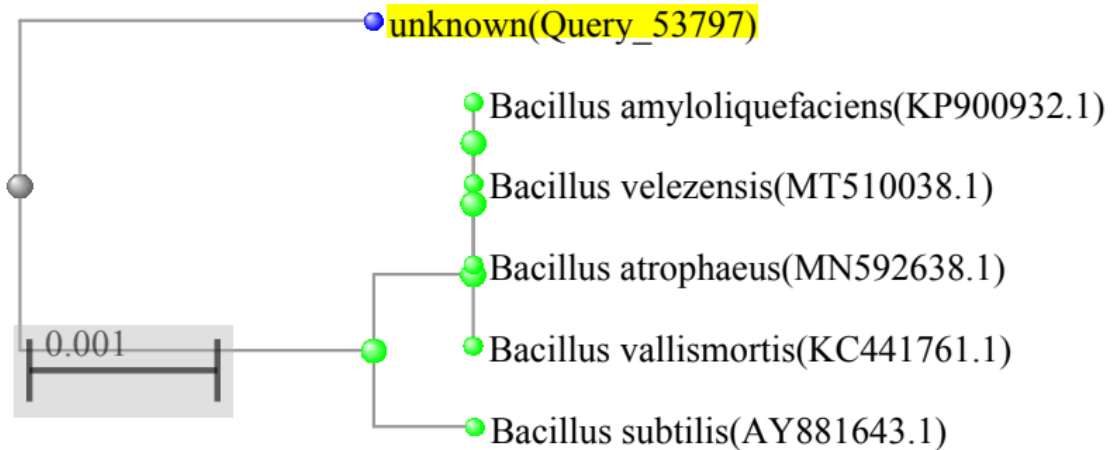 unknown(Query_53797)
Bacillus amyloliquefaciens(KP900932.1)
Bacillus velezensis(MT510038.1)
Bacillus atrophaeus(MN592638.1)
0.001
Bacillus vallismortis(KC441761.1)
Bacillus subtilis(AY881643.1)